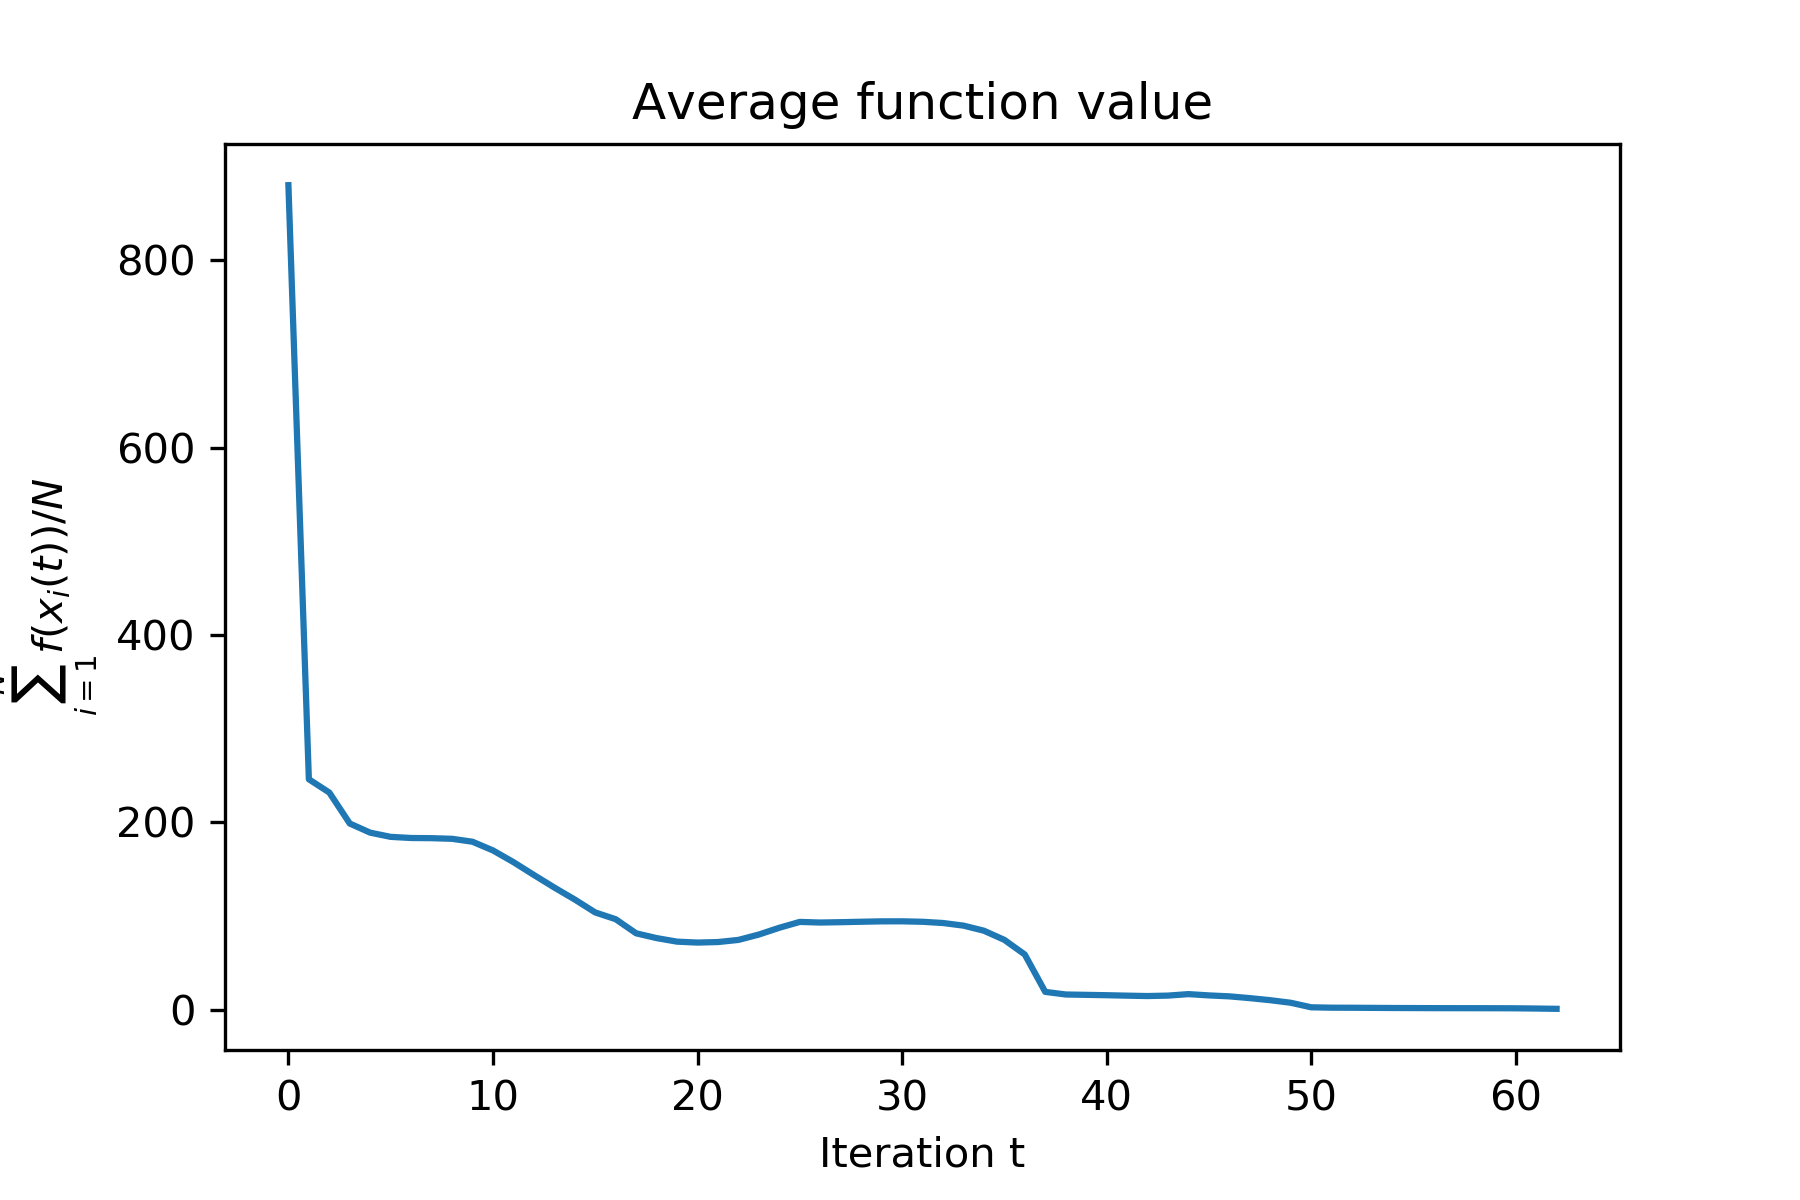 Average function value
800
600
400
200
0
∑ f(x_i(t))/N
i = 1
0 10 20 30 40 50 60
Iteration t